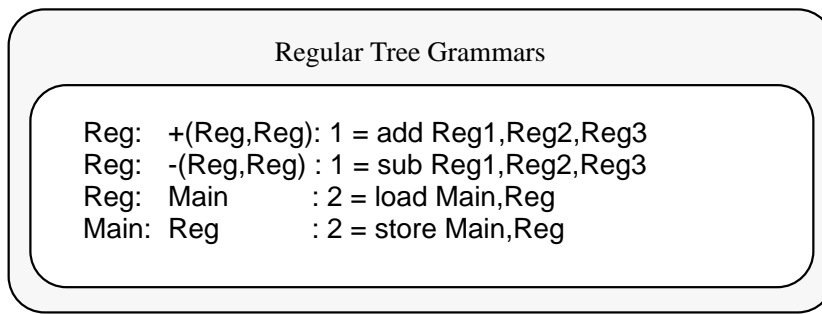 Regular Tree Grammars
Reg: +(Reg,Reg): 1 = add Reg1,Reg2,Reg3
Reg: -(Reg,Reg) : 1 = sub Reg1,Reg2,Reg3
Reg: Main : 2 = load Main,Reg
Main: Reg : 2 = store Main,Reg